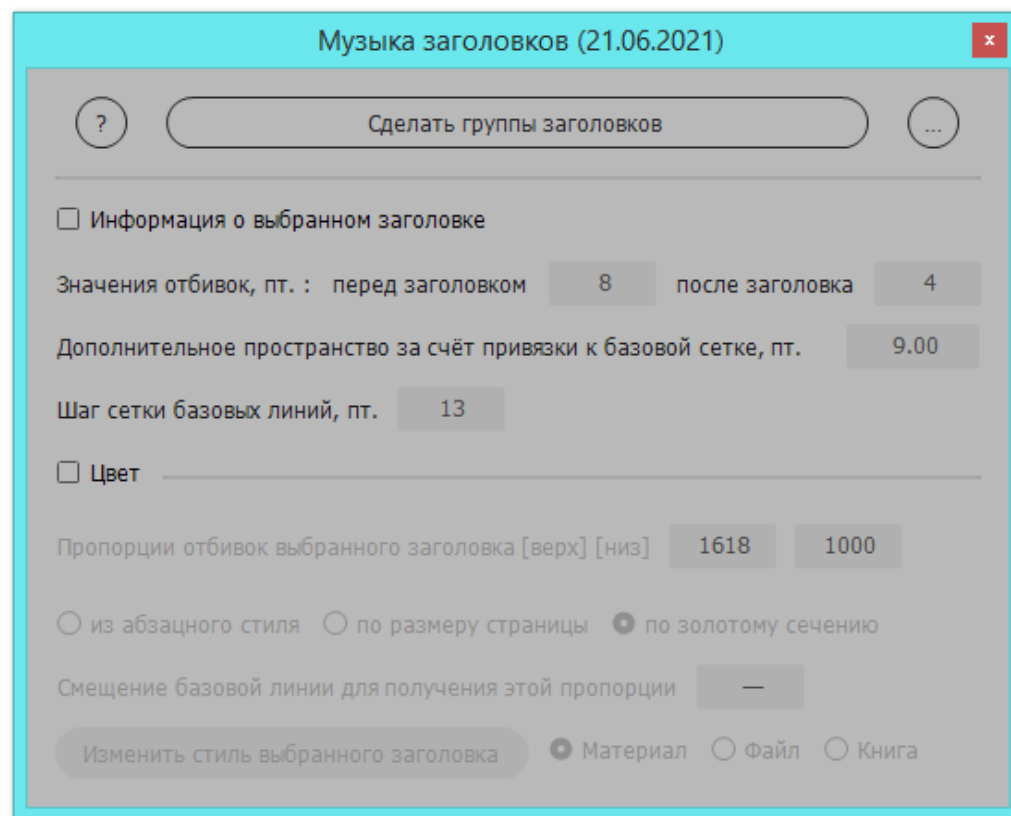 Музыка заголовков (21.06.2021)
x
? Сделать группы заголовков ...
Информация о выбранном заголовке
Значения отбивок, пт. : перед заголовком 8 после заголовка 4
Дополнительное пространство за счёт привязки к базовой сетке, пт. 9.00
Шаг сетки базовых линий, пт. 13
Цвет
Пропорции отбивок выбранного заголовка [верх] [низ] 1618 1000
из абзацного стиля по размеру страницы по золотому сечению
Смещение базовой линии для получения этой пропорции —
Изменить стиль выбранного заголовка Материал Файл Книга